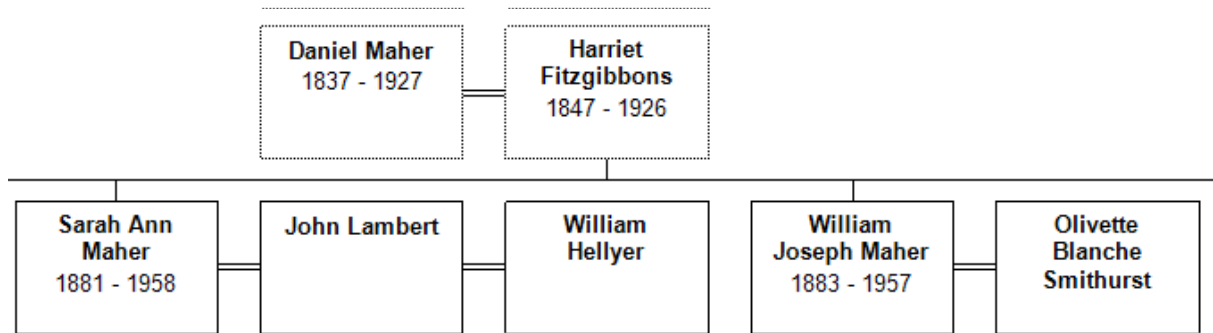 Daniel Maher
1837 - 1927
Harriet
Fitzgibbons
1847 - 1926
Sarah Ann
Maher
1881 - 1958
John Lambert
William
Hellyer
William
Joseph Maher
1883 - 1957
Olivette
Blanche
Smithurst